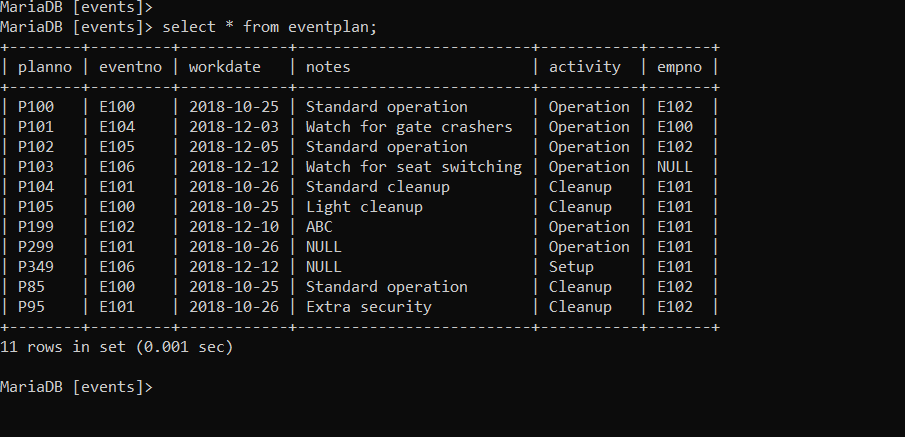 MariaDB [events]>
MariaDB [events]> select * from eventplan;
+--------+---------+------------+-------------------------+-----------+-------+
| planno | eventno | workdate   | notes                   | activity  | empno |
+--------+---------+------------+-------------------------+-----------+-------+
| P100   | E100    | 2018-10-25 | Standard operation      | Operation | E102  |
| P101   | E104    | 2018-12-03 | Watch for gate crashers | Operation | E100  |
| P102   | E105    | 2018-12-05 | Standard operation      | Operation | E102  |
| P103   | E106    | 2018-12-12 | Watch for seat switching | Operation | NULL  |
| P104   | E101    | 2018-10-26 | Standard cleanup        | Cleanup   | E101  |
| P105   | E100    | 2018-10-25 | Light cleanup           | Cleanup   | E101  |
| P199   | E102    | 2018-12-10 | ABC                     | Operation | E101  |
| P299   | E101    | 2018-10-26 | NULL                    | Operation | E101  |
| P349   | E106    | 2018-12-12 | NULL                    | Setup     | E101  |
| P85    | E100    | 2018-10-25 | Standard operation      | Cleanup   | E102  |
| P95    | E101    | 2018-10-26 | Extra security          | Cleanup   | E102  |
+--------+---------+------------+-------------------------+-----------+-------+
11 rows in set (0.001 sec)
MariaDB [events]>